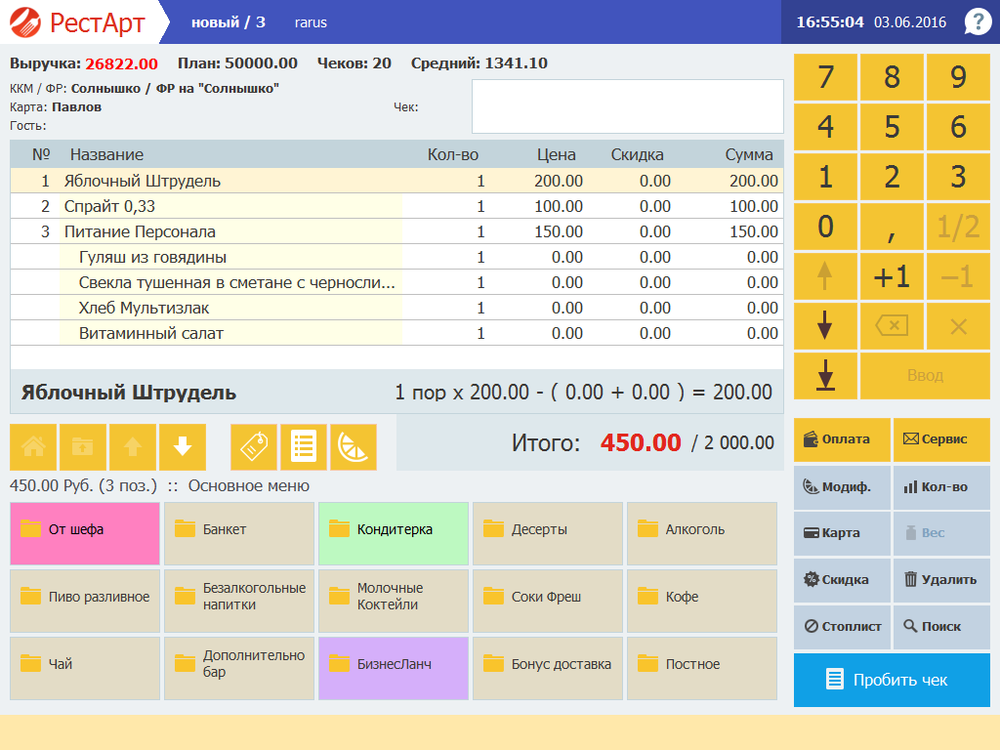 РестАрт новый / 3 rarus 16:55:04 03.06.2016 ?
Выручка: 26822.00 План: 50000.00 Чеков: 20 Средний: 1341.10
ККМ / ФР: Солнышко / ФР на "Солнышко"
Карта: Павлов Чек:
Гость:
№ Название Кол-во Цена Скидка Сумма
1 Яблочный Штрудель 1 200.00 0.00 200.00
2 Спрайт 0,33 1 100.00 0.00 100.00
3 Питание Персонала 1 150.00 0.00 150.00
Гуляш из говядины 1 0.00 0.00 0.00
Свекла тушенная в сметане с черносли... 1 0.00 0.00 0.00
Хлеб Мультизлак 1 0.00 0.00 0.00
Витаминный салат 1 0.00 0.00 0.00
Яблочный Штрудель 1 пор x 200.00 - ( 0.00 + 0.00 ) = 200.00
Итого: 450.00 / 2 000.00
450.00 Руб. (3 поз.) :: Основное меню
От шефа Банкет Кондитерка Десерты Алкоголь
Пиво разливное Безалкогольные напитки Молочные Коктейли Соки Фреш Кофе
Чай Дополнительно бар БизнесЛанч Бонус доставка Постное
7 8 9
4 5 6
1 2 3
0 , 1/2
+1 −1
Ввод
Оплата Сервис
Модиф. Кол-во
Карта Вес
Скидка Удалить
Стоплист Поиск
Пробить чек